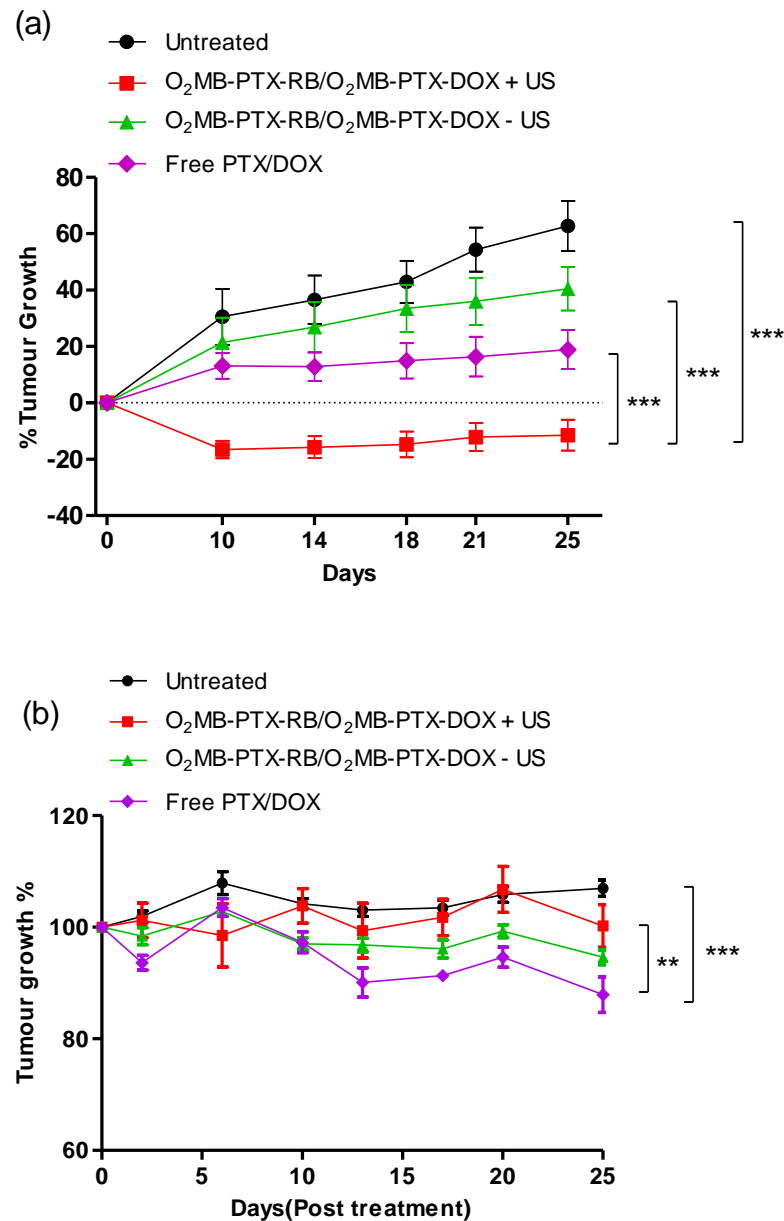 (a)
Untreated
O₂MB-PTX-RB/O₂MB-PTX-DOX + US
O₂MB-PTX-RB/O₂MB-PTX-DOX - US
Free PTX/DOX
80
60
40
20
0
-20
-40
%Tumour Growth
0 10 14 18 21 25
Days
***
***
***
(b)
Untreated
O₂MB-PTX-RB/O₂MB-PTX-DOX + US
O₂MB-PTX-RB/O₂MB-PTX-DOX - US
Free PTX/DOX
120
100
80
60
Tumour growth %
0 5 10 15 20 25
Days(Post treatment)
**
***